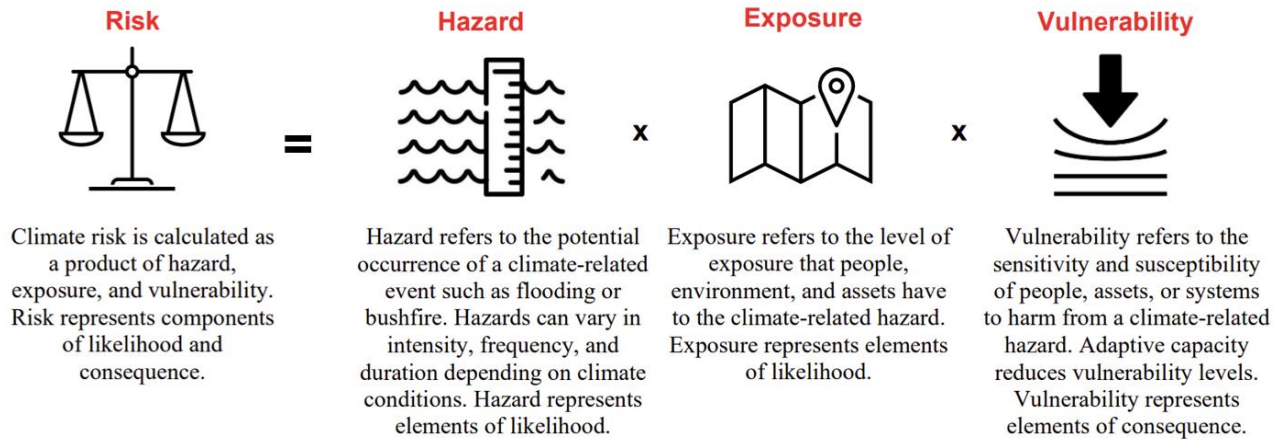 Risk
=
Hazard
x
Exposure
x
Vulnerability
Climate risk is calculated as
a product of hazard,
exposure, and vulnerability.
Risk represents components
of likelihood and
consequence.
Hazard refers to the potential
occurrence of a climate-related
event such as flooding or
bushfire. Hazards can vary in
intensity, frequency, and
duration depending on climate
conditions. Hazard represents
elements of likelihood.
Exposure refers to the level of
exposure that people,
environment, and assets have
to the climate-related hazard.
Exposure represents elements
of likelihood.
Vulnerability refers to the
sensitivity and susceptibility
of people, assets, or systems
to harm from a climate-related
hazard. Adaptive capacity
reduces vulnerability levels.
Vulnerability represents
elements of consequence.